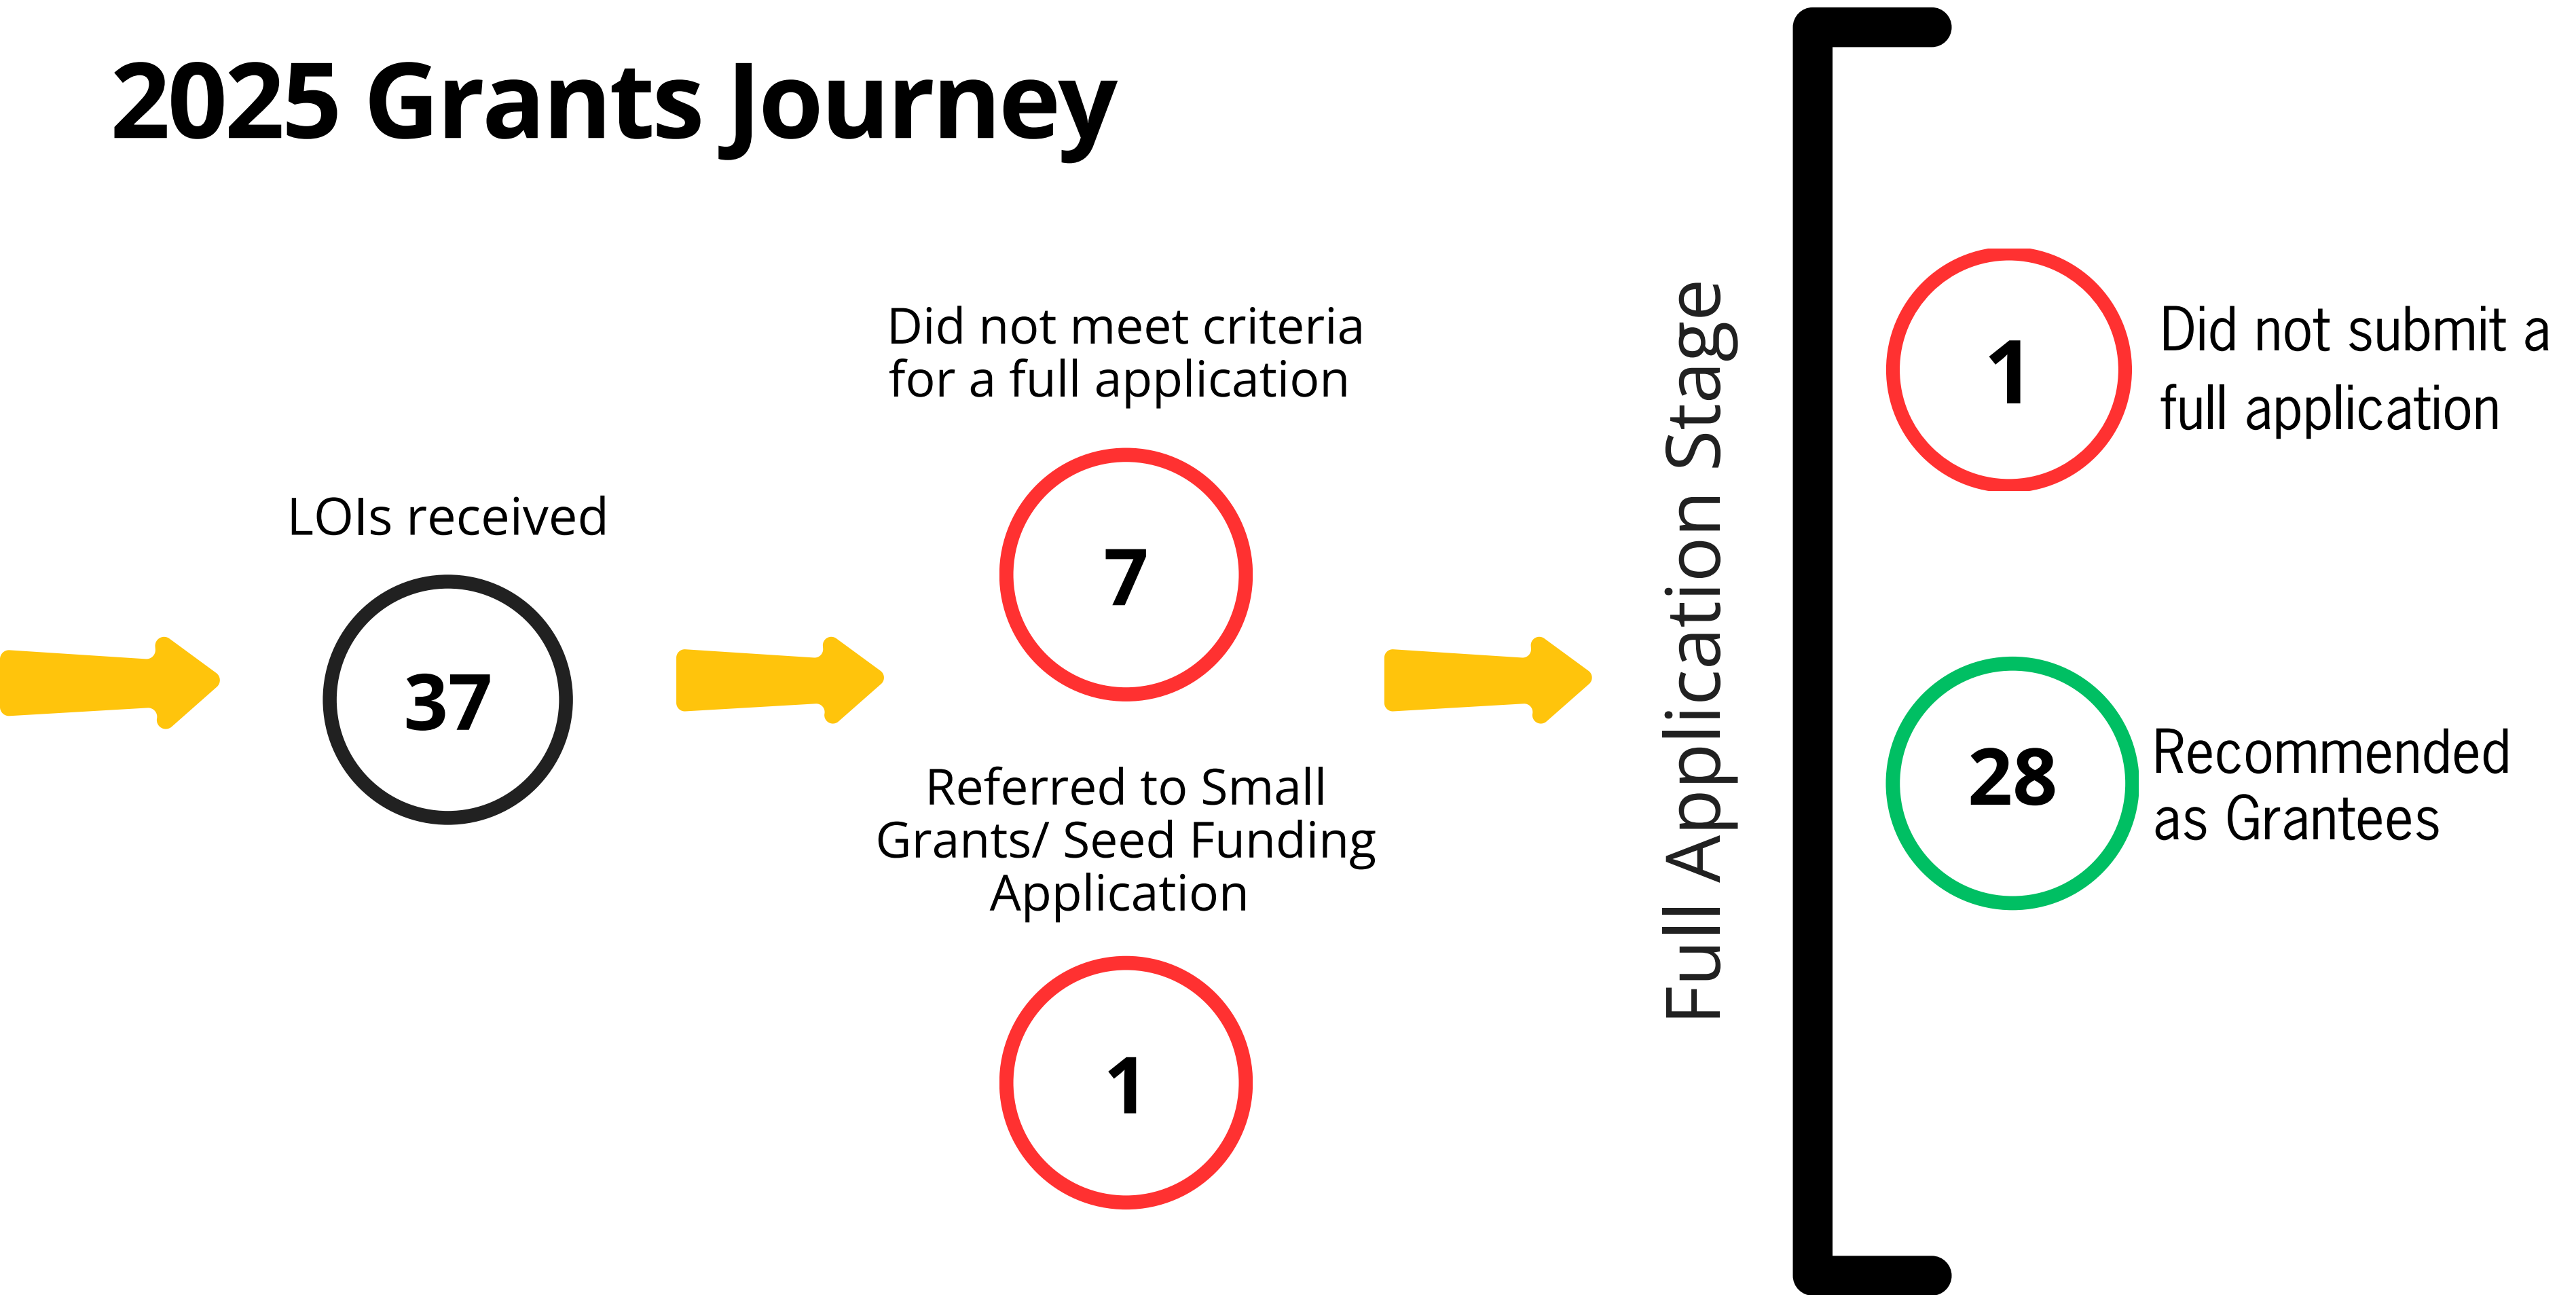 2025 Grants Journey
LOIs received
37
Did not meet criteria
for a full application
7
Referred to Small
Grants/ Seed Funding
Application
1
Full Application Stage
1
Did not submit a
full application
28
Recommended
as Grantees